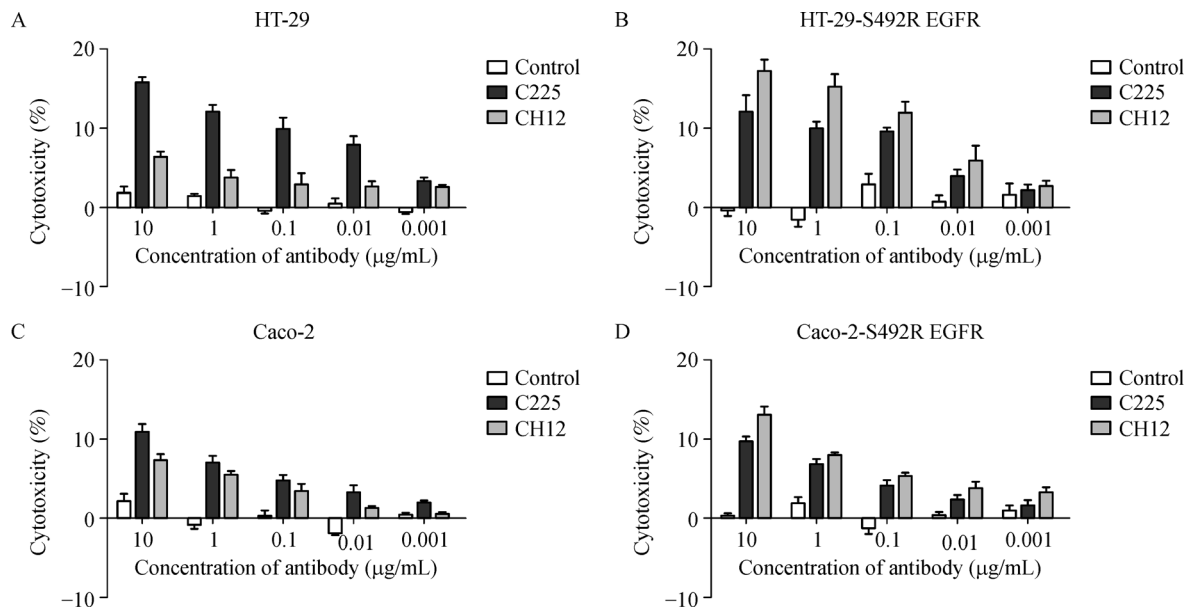 A
HT-29
20
10
0
−10
Cytotoxicity (%)
10 1 0.1 0.01 0.001
Concentration of antibody (μg/mL)
Control
C225
CH12
B
HT-29-S492R EGFR
20
10
0
−10
Cytotoxicity (%)
10 1 0.1 0.01 0.001
Concentration of antibody (μg/mL)
Control
C225
CH12
C
Caco-2
20
10
0
−10
Cytotoxicity (%)
10 1 0.1 0.01 0.001
Concentration of antibody (μg/mL)
Control
C225
CH12
D
Caco-2-S492R EGFR
20
10
0
−10
Cytotoxicity (%)
10 1 0.1 0.01 0.001
Concentration of antibody (μg/mL)
Control
C225
CH12